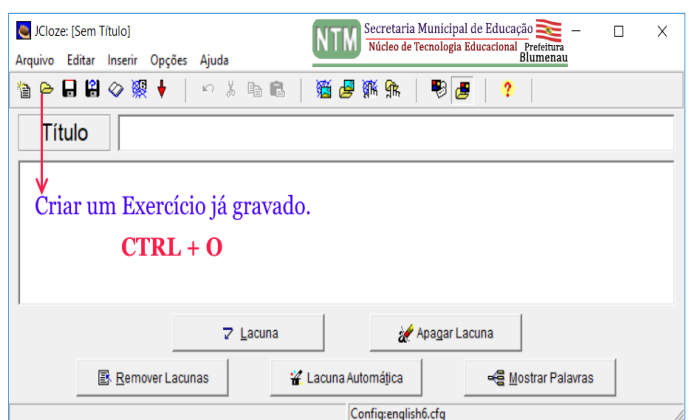 JCloze: [Sem Título]
NTM
Secretaria Municipal de Educação
Núcleo de Tecnologia Educacional
Prefeitura
Blumenau
Arquivo Editar Inserir Opções Ajuda
Título
Criar um Exercício já gravado.
CTRL + O
Lacuna
Apagar Lacuna
Remover Lacunas
Lacuna Automática
Mostrar Palavras
Config:english6.cfg